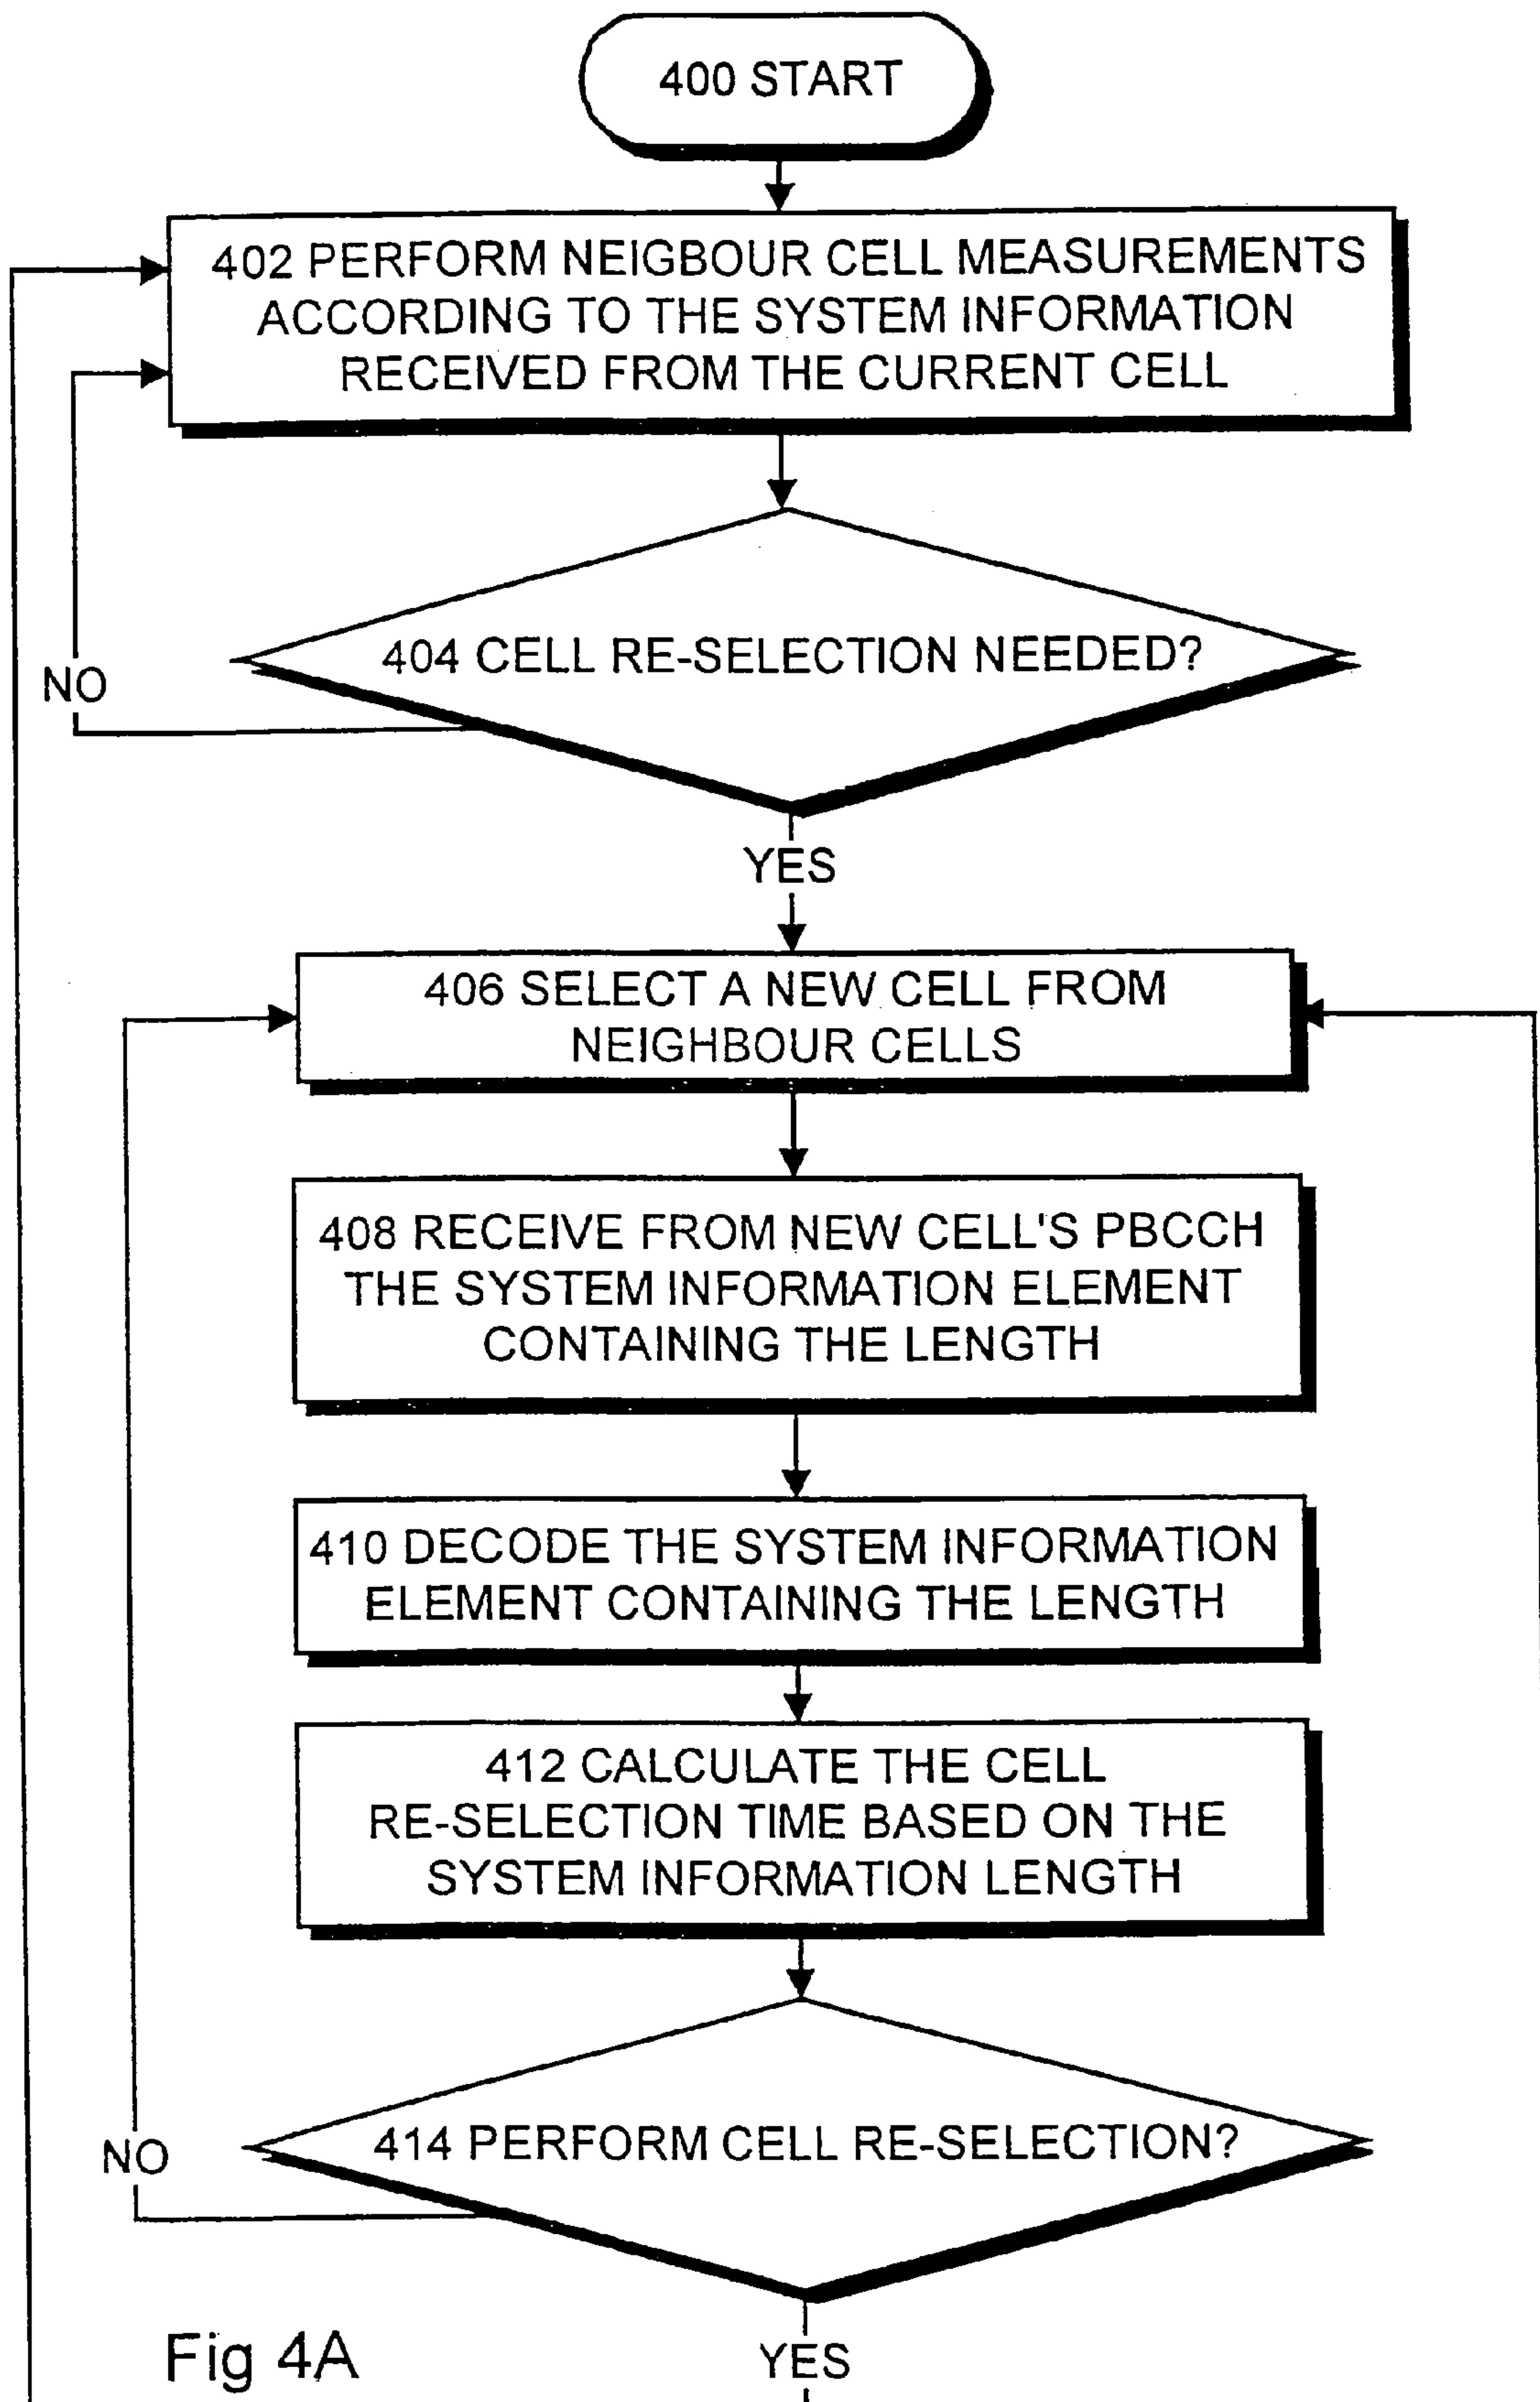 400 START
402 PERFORM NEIGBOUR CELL MEASUREMENTS
ACCORDING TO THE SYSTEM INFORMATION
RECEIVED FROM THE CURRENT CELL
404 CELL RE-SELECTION NEEDED?
NO
YES
406 SELECT A NEW CELL FROM
NEIGHBOUR CELLS
408 RECEIVE FROM NEW CELL'S PBCCH
THE SYSTEM INFORMATION ELEMENT
CONTAINING THE LENGTH
410 DECODE THE SYSTEM INFORMATION
ELEMENT CONTAINING THE LENGTH
412 CALCULATE THE CELL
RE-SELECTION TIME BASED ON THE
SYSTEM INFORMATION LENGTH
414 PERFORM CELL RE-SELECTION?
NO
YES
Fig 4A